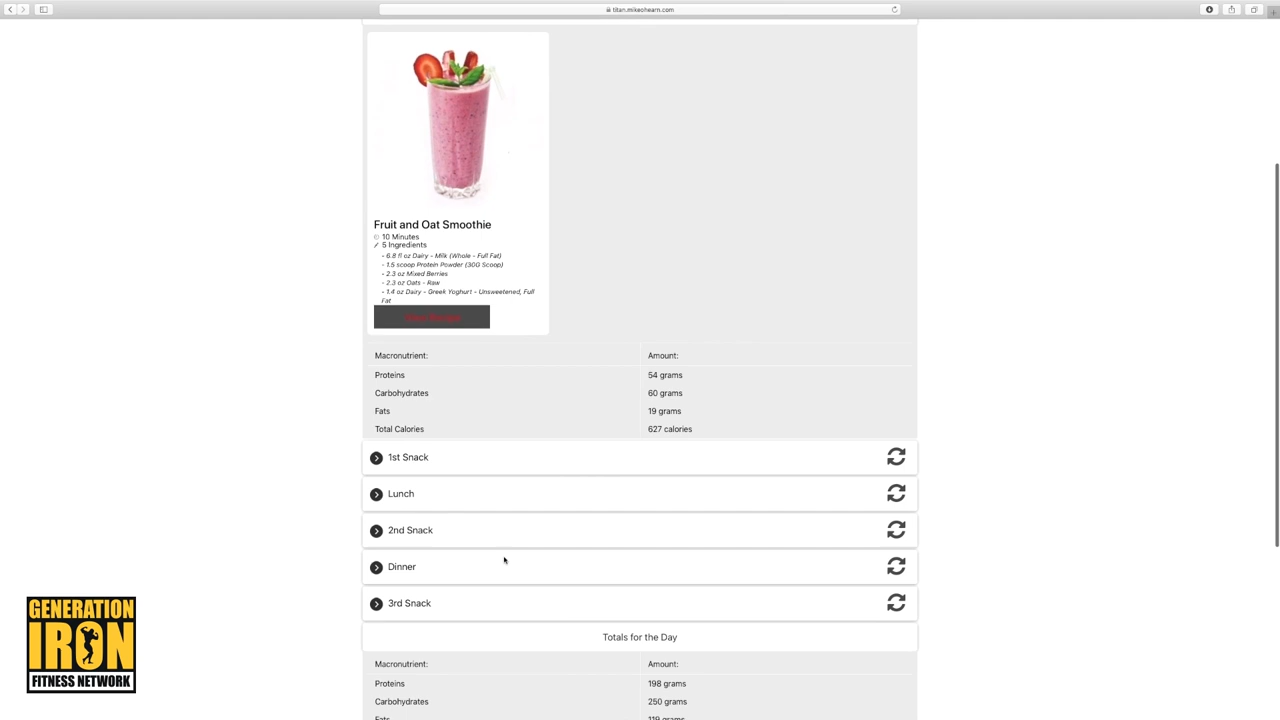 titan.mikeohearn.com
Fruit and Oat Smoothie
10 Minutes
5 Ingredients
- 6.8 fl oz Dairy - Milk (Whole - Full Fat)
- 1.5 scoop Protein Powder (30G Scoop)
- 2.3 oz Mixed Berries
- 2.3 oz Oats - Raw
- 1.4 oz Dairy - Greek Yoghurt - Unsweetened, Full
Fat
Macronutrient: Amount:
Proteins 54 grams
Carbohydrates 60 grams
Fats 19 grams
Total Calories 627 calories
1st Snack
Lunch
2nd Snack
Dinner
3rd Snack
Totals for the Day
Macronutrient: Amount:
Proteins 198 grams
Carbohydrates 250 grams
Fats 119 grams
GENERATION
IRON
FITNESS NETWORK